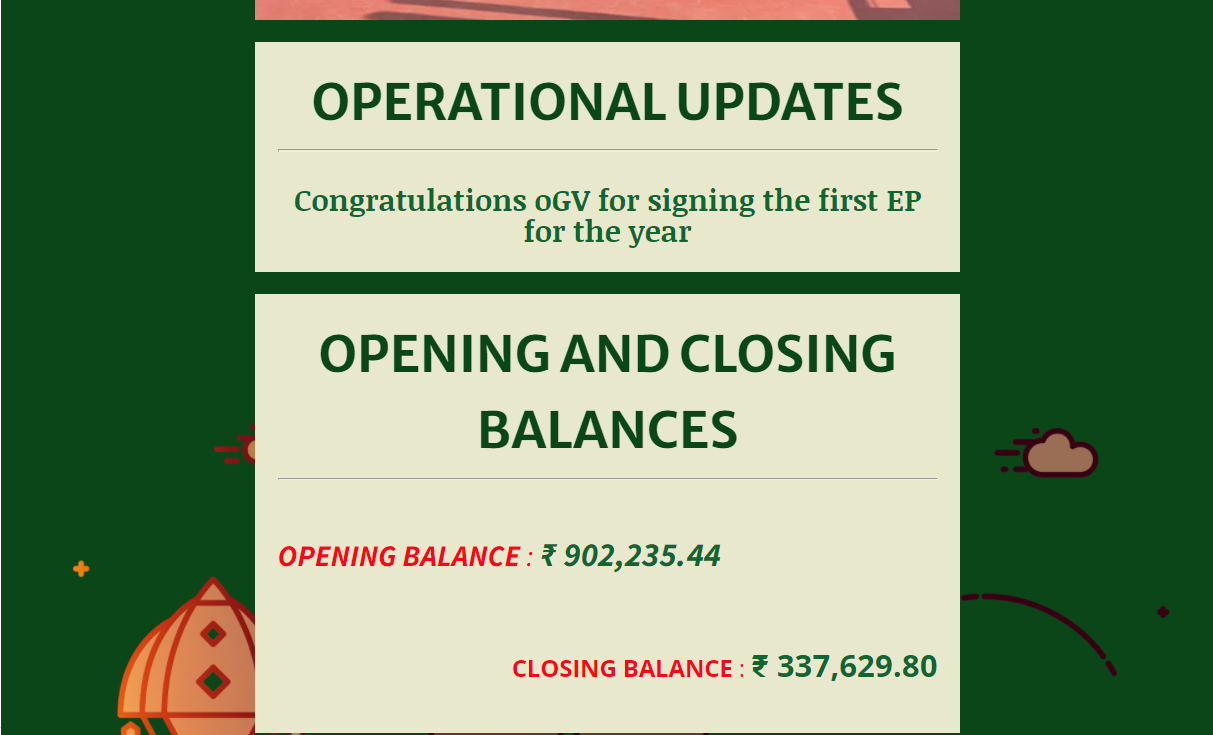 OPERATIONAL UPDATES
Congratulations oGV for signing the first EP
for the year
OPENING AND CLOSING
BALANCES
OPENING BALANCE : ₹ 902,235.44
CLOSING BALANCE : ₹ 337,629.80